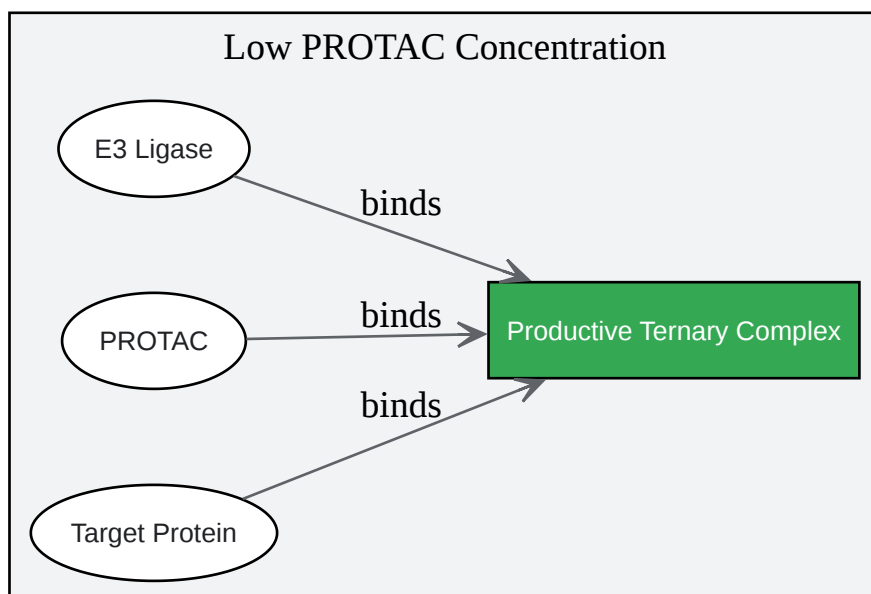 Low PROTAC Concentration
E3 Ligase
binds
PROTAC
binds
Productive Ternary Complex
binds
Target Protein